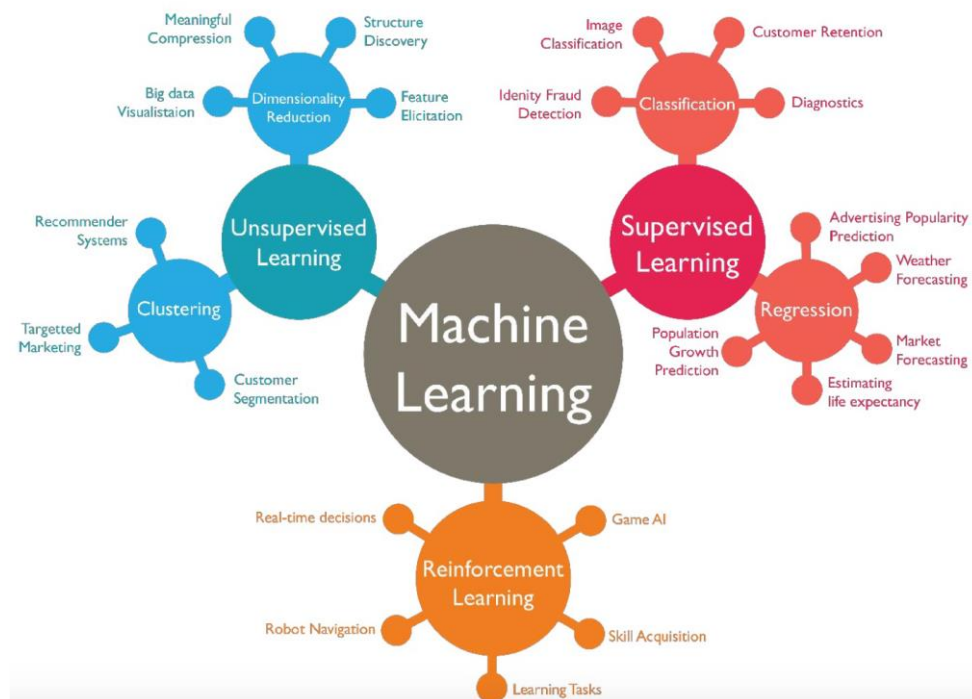 Meaningful
Compression
Structure
Discovery
Big data
Visualistaion
Dimensionality
Reduction
Feature
Elicitation
Image
Classification
Customer Retention
Idenity Fraud
Detection
Classification
Diagnostics
Recommender
Systems
Unsupervised
Learning
Clustering
Targetted
Marketing
Customer
Segmentation
Supervised
Learning
Advertising Popularity
Prediction
Weather
Forecasting
Regression
Population
Growth
Prediction
Market
Forecasting
Estimating
life expectancy
Machine
Learning
Real-time decisions
Game AI
Reinforcement
Learning
Robot Navigation
Skill Acquisition
Learning Tasks